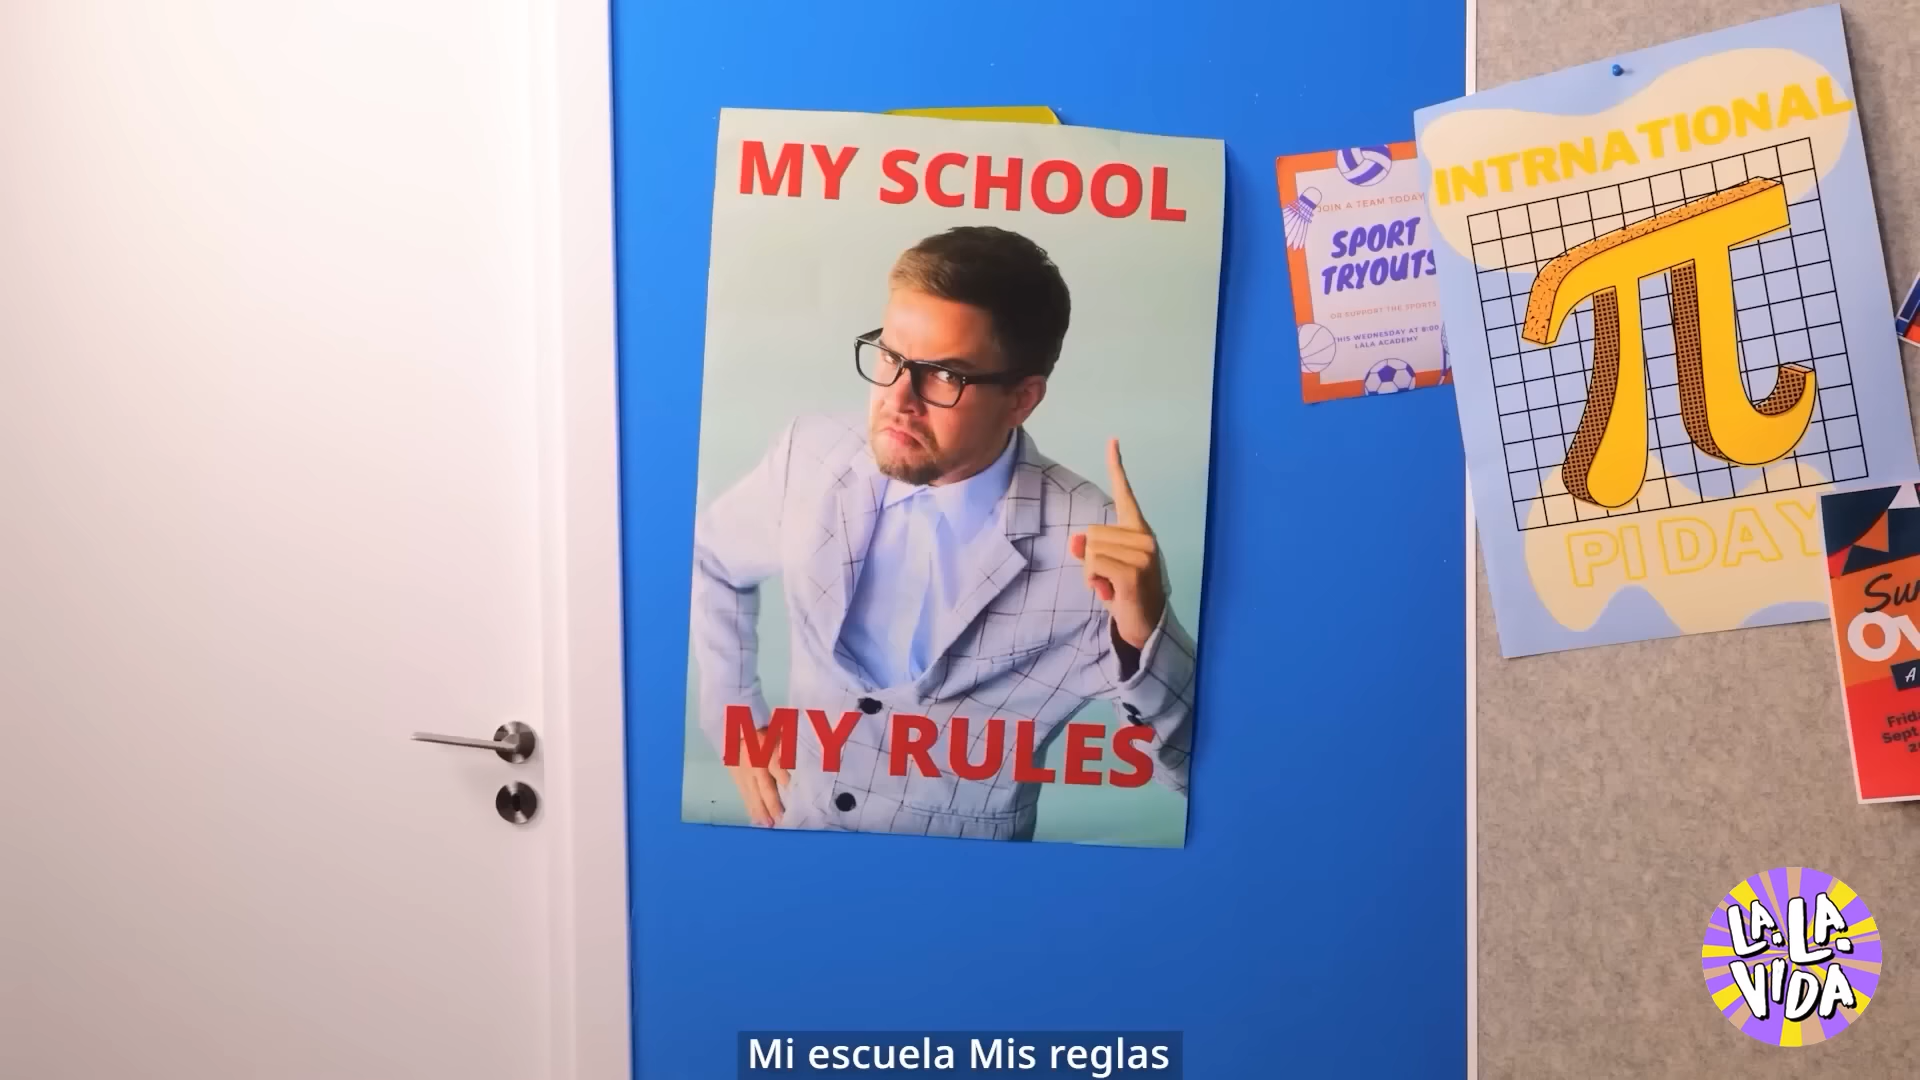 MY SCHOOL
MY RULES
JOIN A TEAM TODAY
SPORT
TRYOUTS
OR SUPPORT THE SPORTS
THIS WEDNESDAY AT 8:00
LALA ACADEMY
INTRNATIONAL
PI DAY
A
Sept
LA.LA.
VIDA
Mi escuela Mis reglas